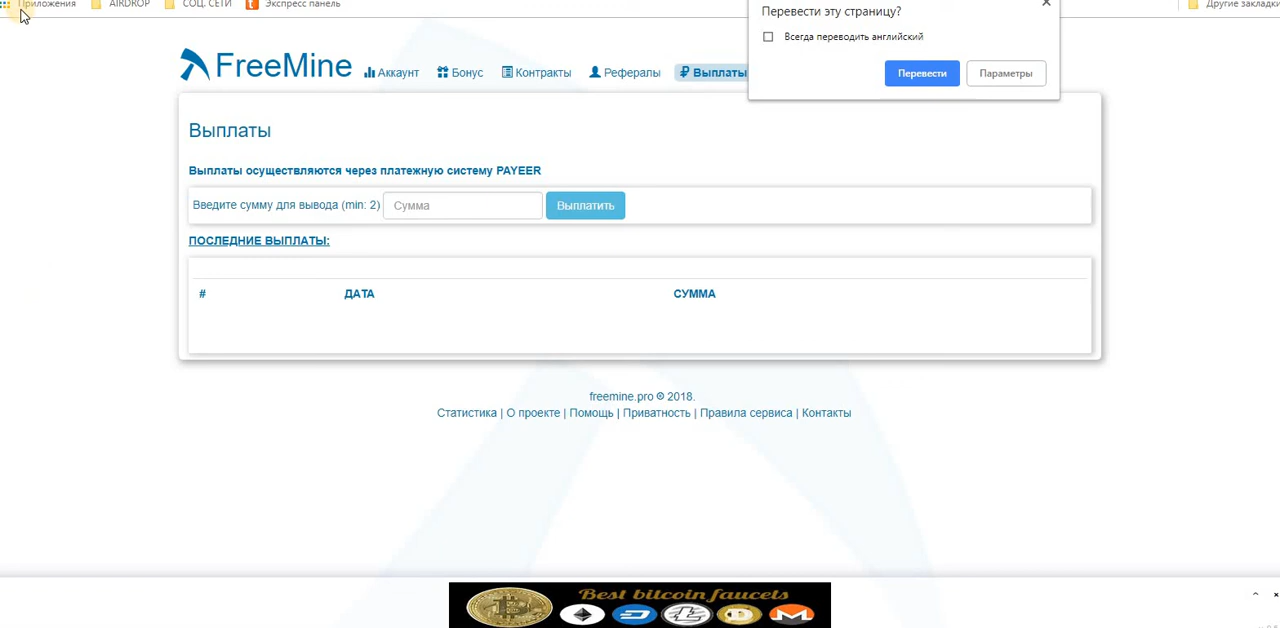 Приложения AIRDROP СОЦ. СЕТИ Экспресс панель Другие закладки
Перевести эту страницу?
Всегда переводить английский
Перевести Параметры
FreeMine Аккаунт Бонус Контракты Рефералы Выплаты
Выплаты
Выплаты осуществляются через платежную систему PAYEER
Введите сумму для вывода (min: 2) Сумма Выплатить
ПОСЛЕДНИЕ ВЫПЛАТЫ:
# ДАТА СУММА
freemine.pro © 2018.
Статистика | О проекте | Помощь | Приватность | Правила сервиса | Контакты
Best bitcoin faucets